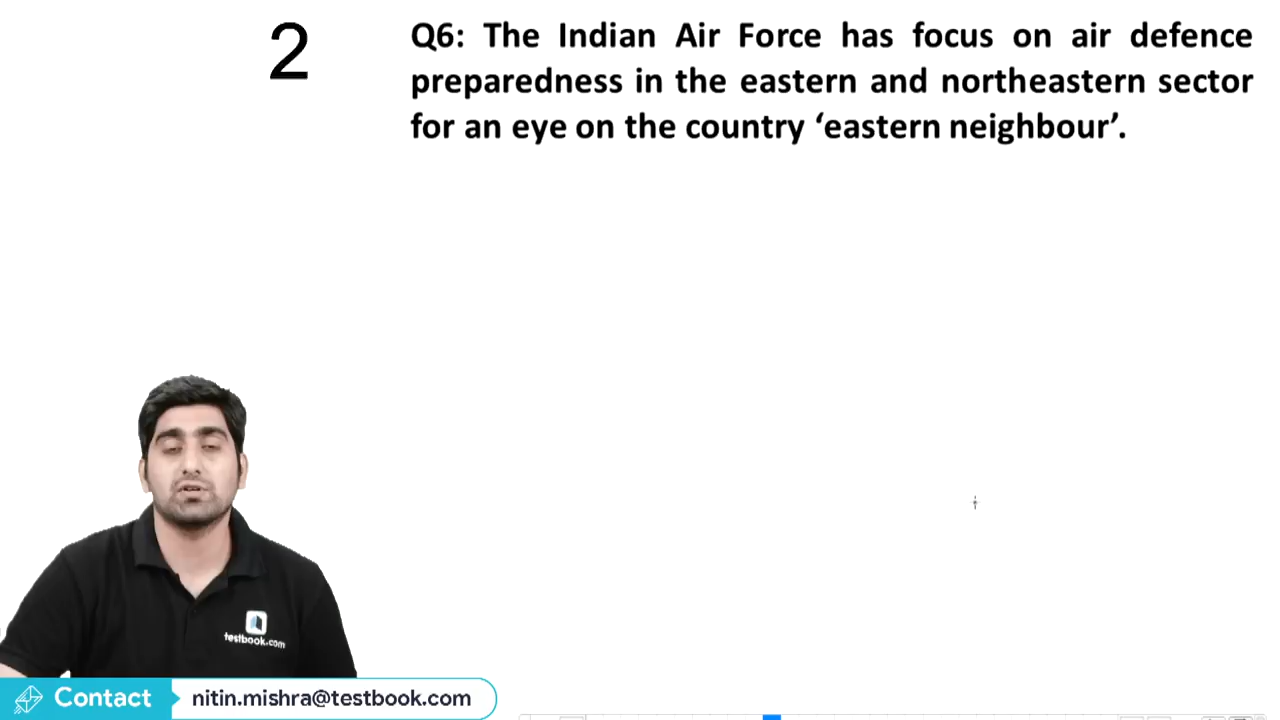 2
Q6: The Indian Air Force has focus on air defence
preparedness in the eastern and northeastern sector
for an eye on the country ‘eastern neighbour’.
testbook.com
Contact
nitin.mishra@testbook.com